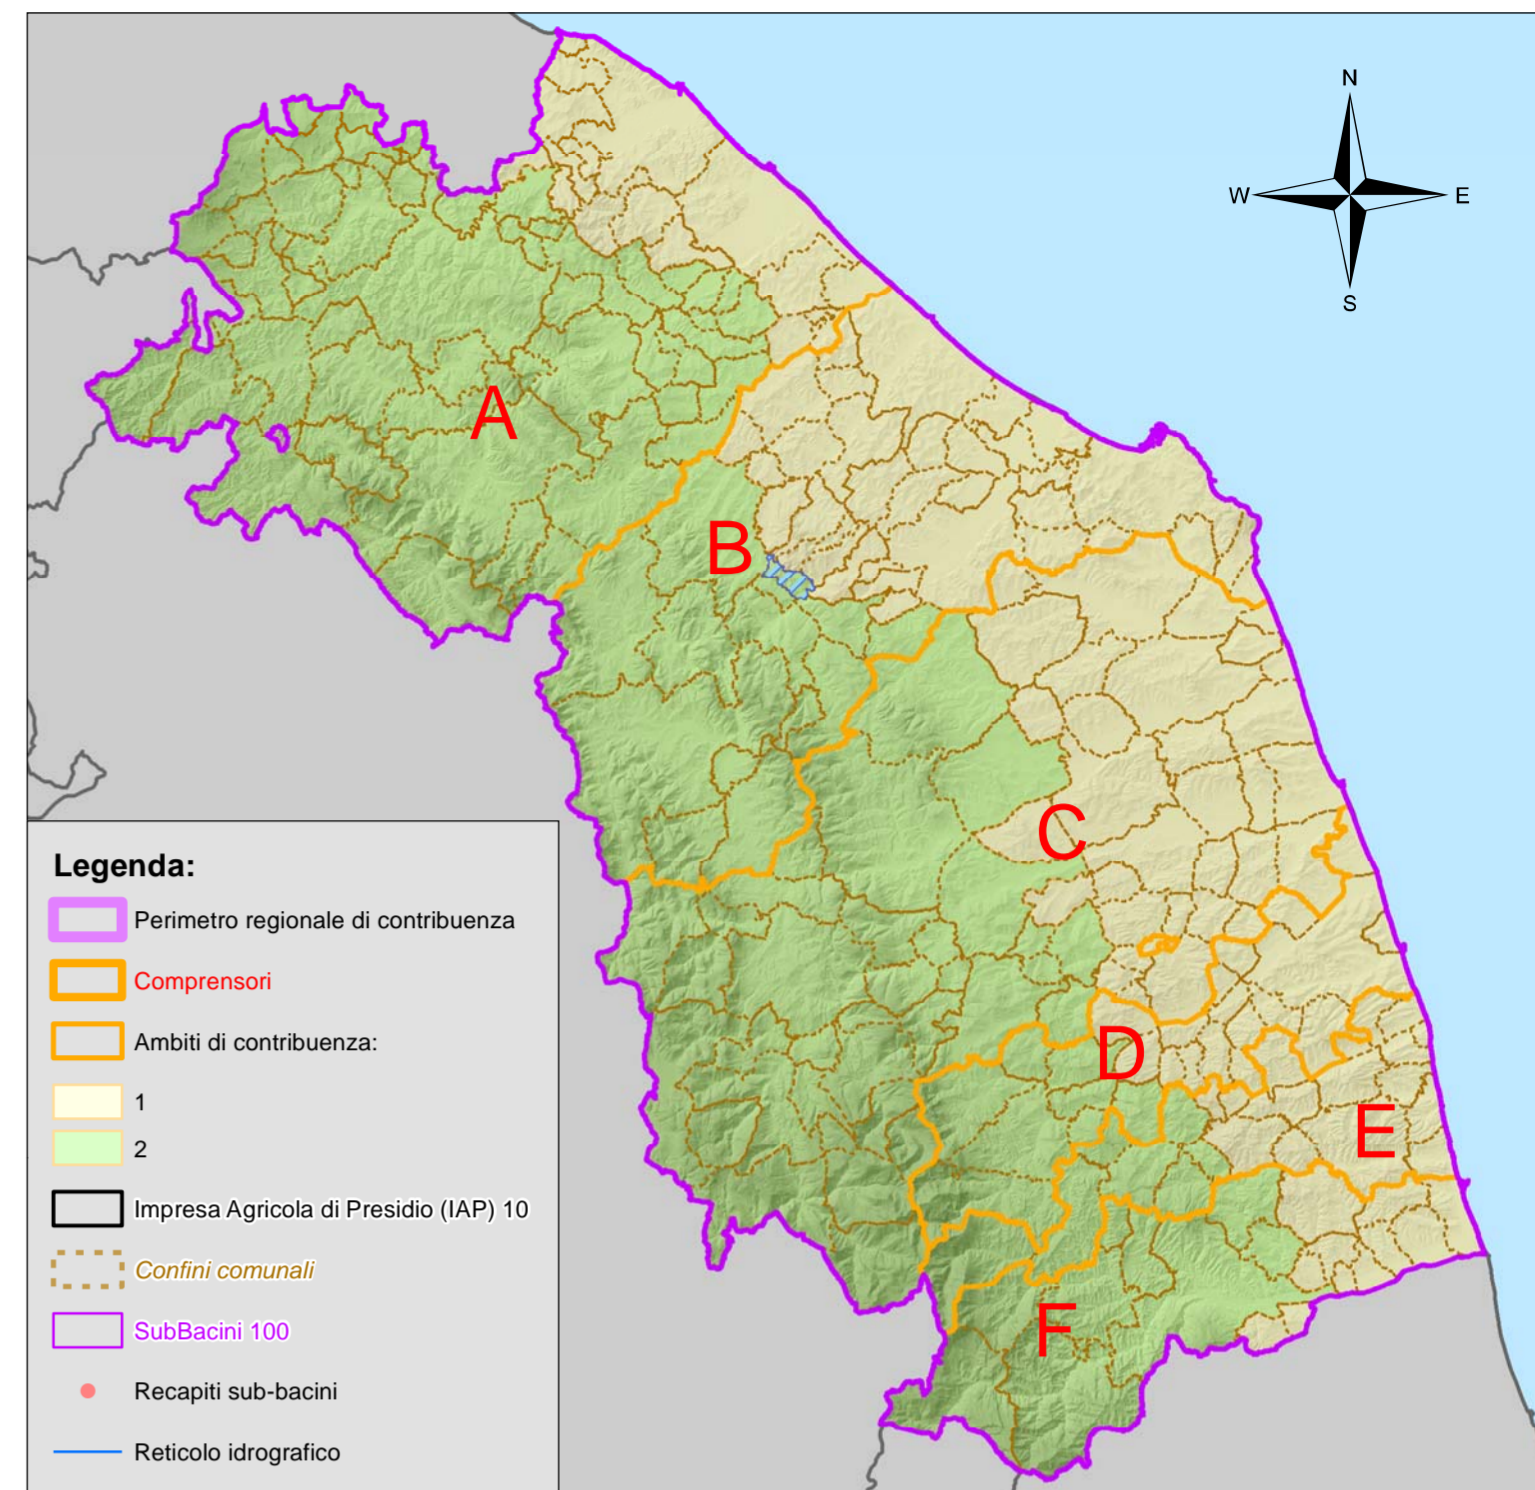 N
W
E
S
A
B
C
D
E
F
Legenda:
Perimetro regionale di contribuenza
Comprensori
Ambiti di contribuenza:
1
2
Impresa Agricola di Presidio (IAP) 10
Confini comunali
SubBacini 100
Recapiti sub-bacini
Reticolo idrografico